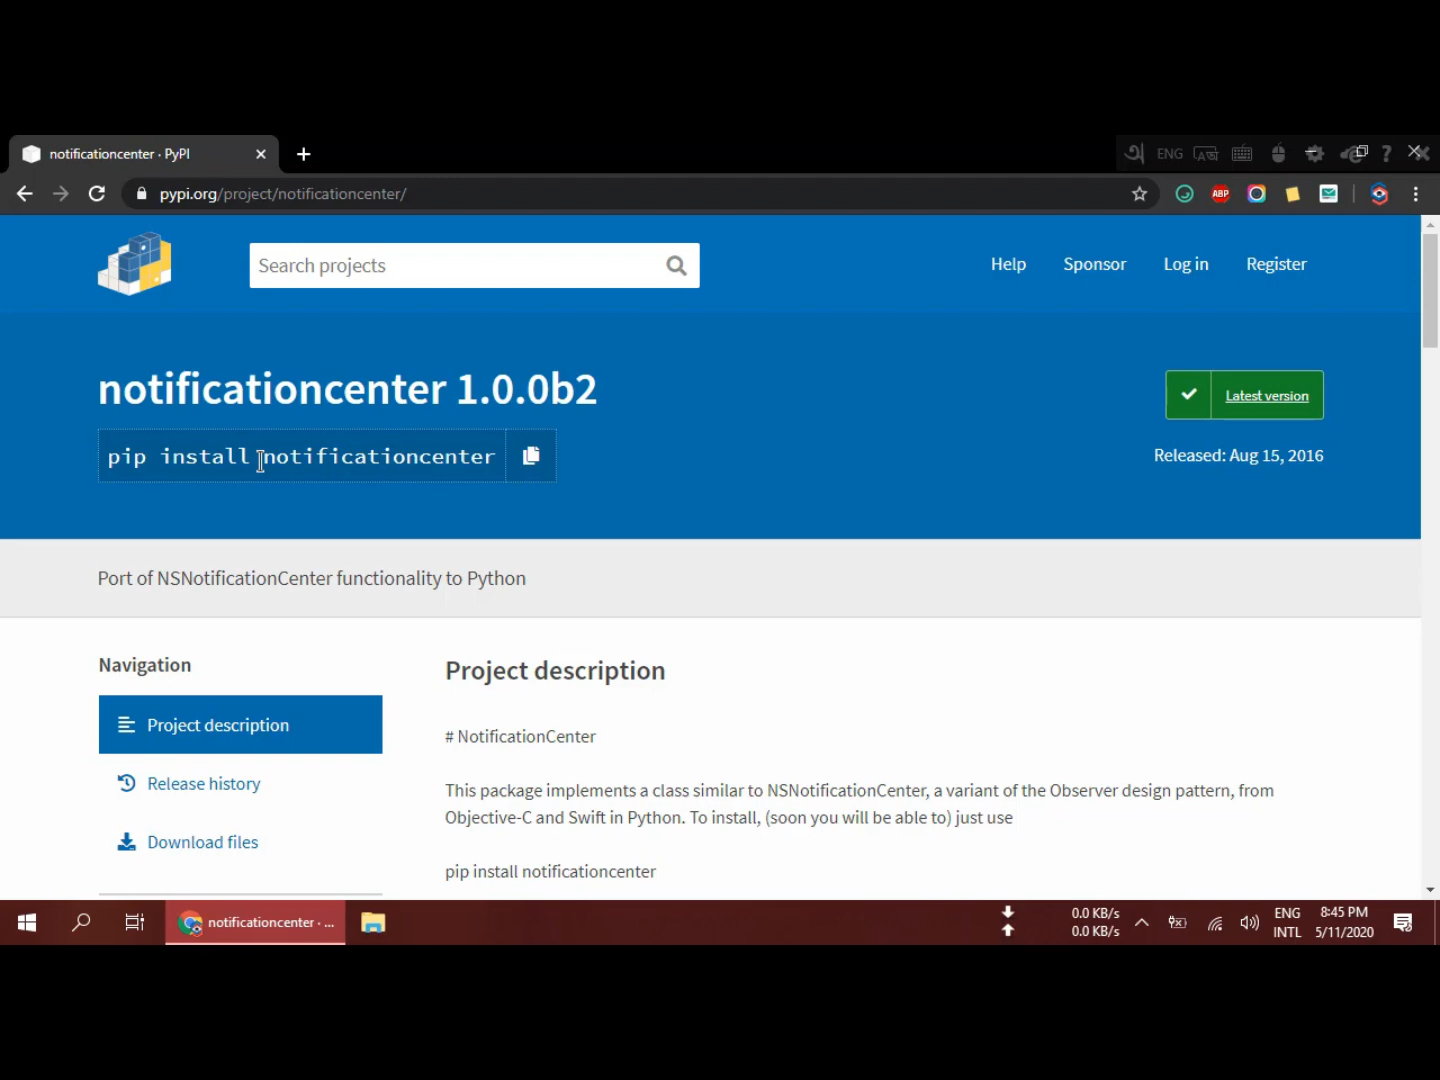 notificationcenter · PyPI
ENG
pypi.org/project/notificationcenter/
ABP
Search projects
Help
Sponsor
Log in
Register
notificationcenter 1.0.0b2
Latest version
pip install notificationcenter
Released: Aug 15, 2016
Port of NSNotificationCenter functionality to Python
Navigation
Project description
Release history
Download files
Project description
# NotificationCenter
This package implements a class similar to NSNotificationCenter, a variant of the Observer design pattern, from
Objective-C and Swift in Python. To install, (soon you will be able to) just use
pip install notificationcenter
notificationcenter · ...
0.0 KB/s
0.0 KB/s
ENG
INTL
8:45 PM
5/11/2020